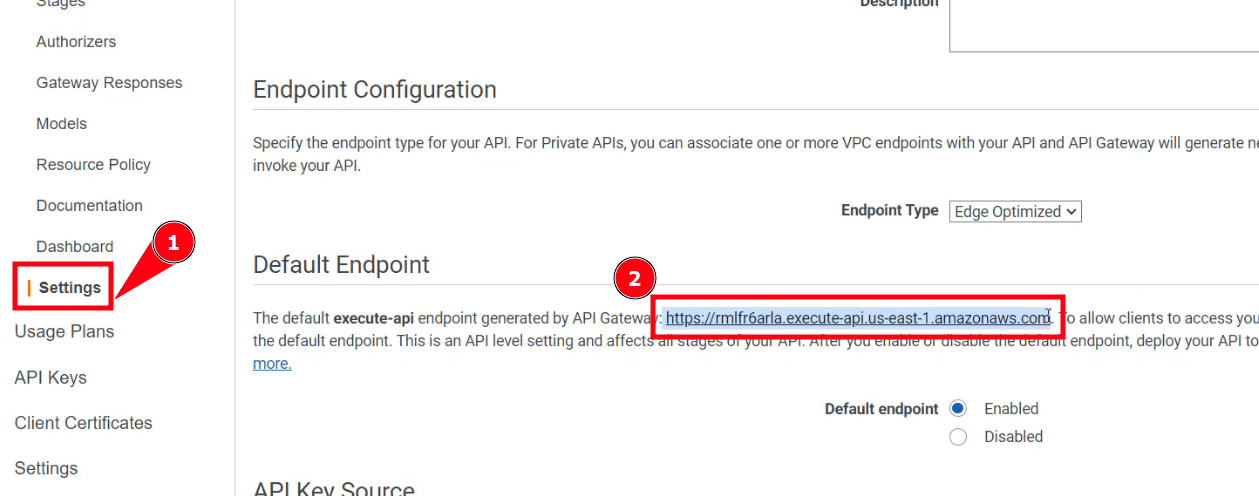 Stages
Authorizers
Gateway Responses
Models
Resource Policy
Documentation
Dashboard
1
Settings
Usage Plans
API Keys
Client Certificates
Settings
Description
Endpoint Configuration
Specify the endpoint type for your API. For Private APIs, you can associate one or more VPC endpoints with your API and API Gateway will generate
invoke your API.
Endpoint Type Edge Optimized
Default Endpoint
2
The default execute-api endpoint generated by API Gateway: https://rmlfr6arla.execute-api.us-east-1.amazonaws.com. To allow clients to access
the default endpoint. This is an API level setting and affects all stages of your API. After you enable or disable the default endpoint, deploy your API to
more.
Default endpoint Enabled
Disabled
API Key Source